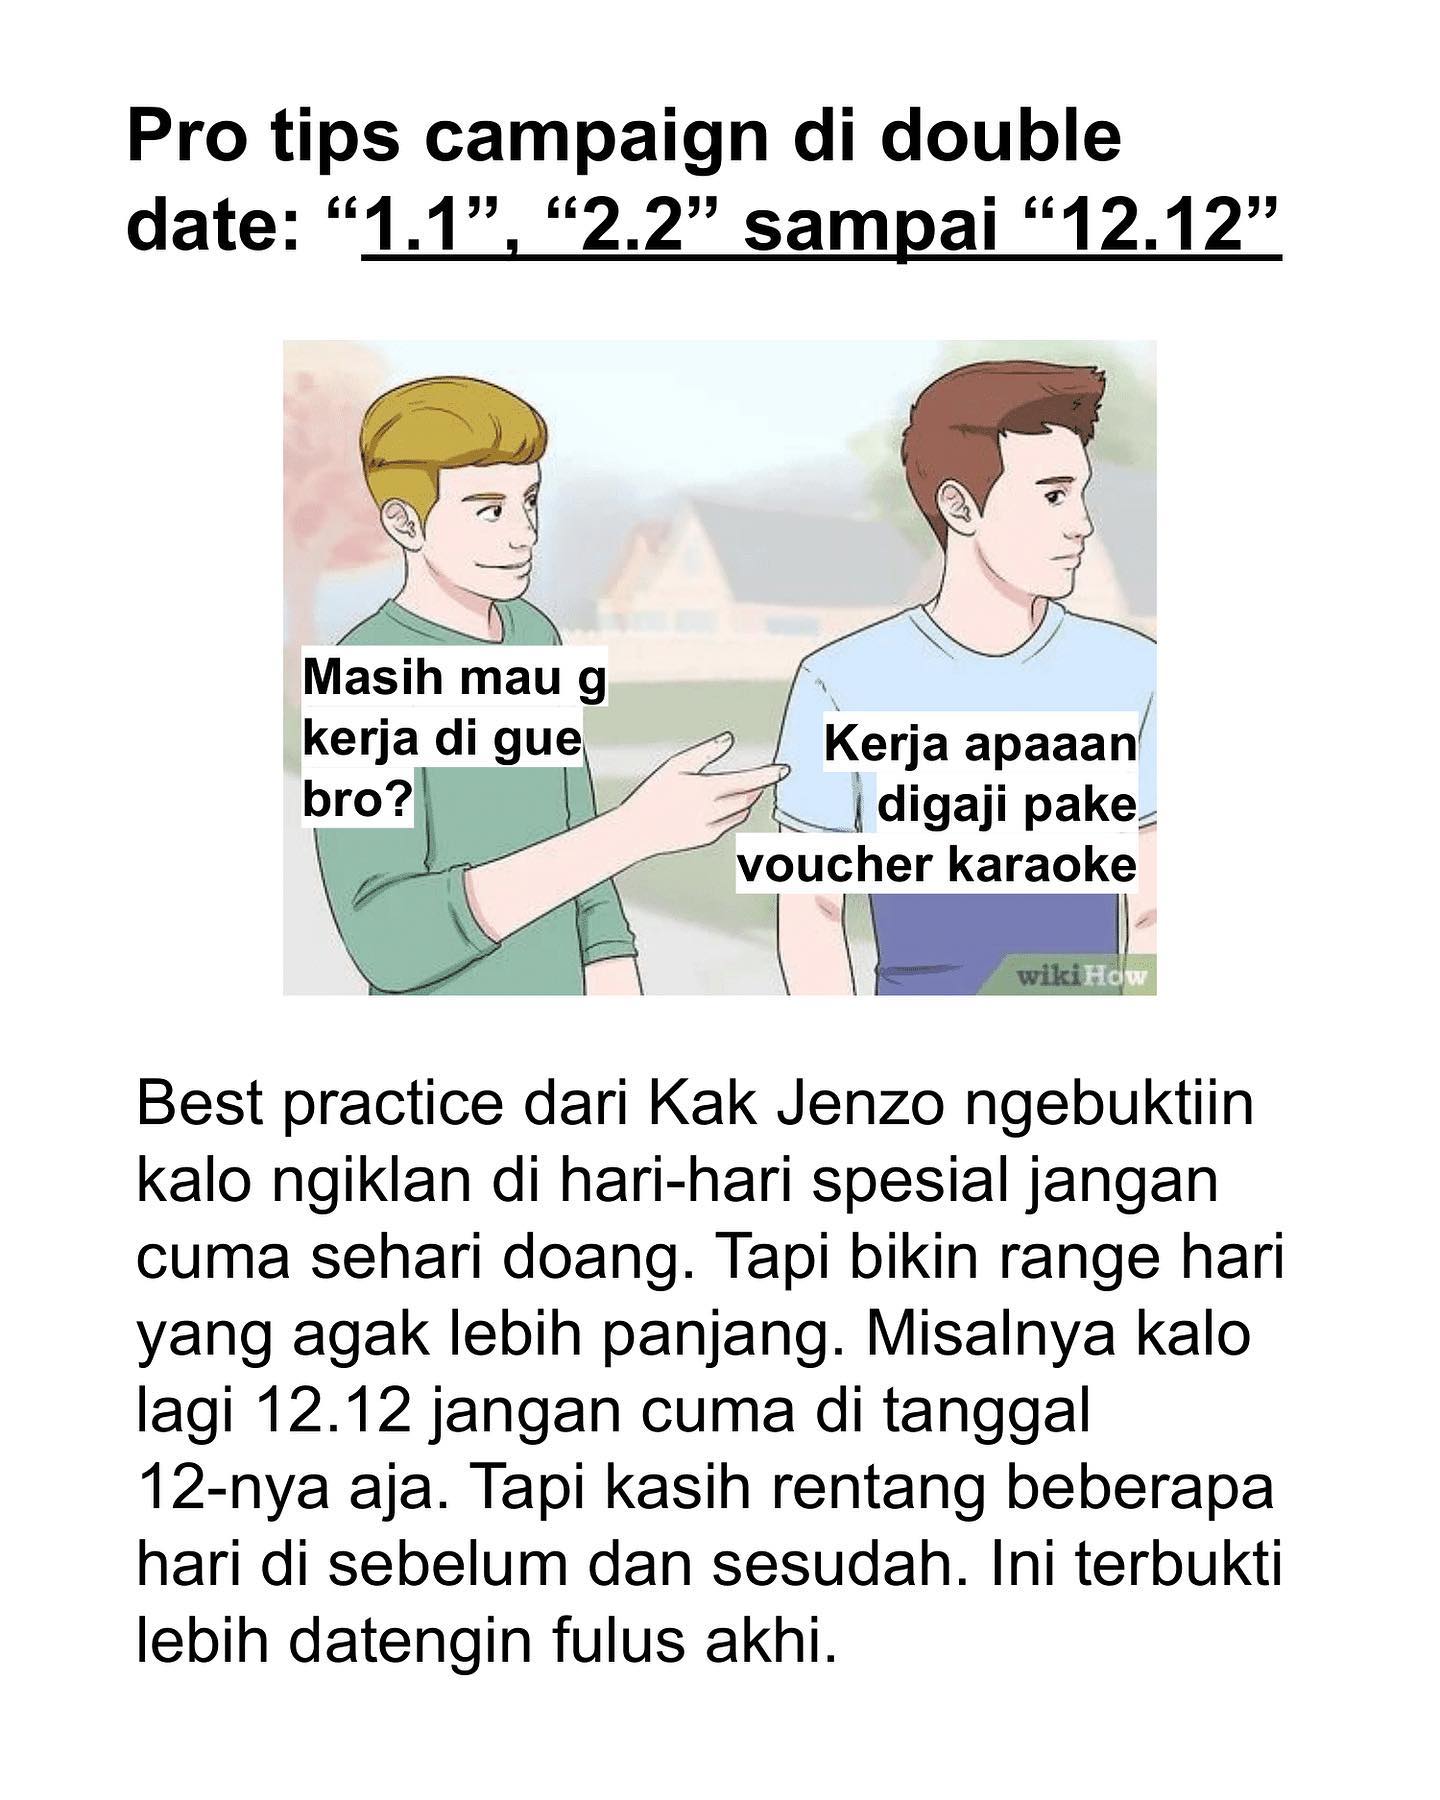 Pro tips campaign di double
date: “1.1”, “2.2” sampai “12.12”
Masih mau g
kerja di gue
bro?
Kerja apaaan
digaji pake
voucher karaoke
wikiHow
Best practice dari Kak Jenzo ngebuktiin
kalo ngiklan di hari-hari spesial jangan
cuma sehari doang. Tapi bikin range hari
yang agak lebih panjang. Misalnya kalo
lagi 12.12 jangan cuma di tanggal
12-nya aja. Tapi kasih rentang beberapa
hari di sebelum dan sesudah. Ini terbukti
lebih datengin fulus akhi.